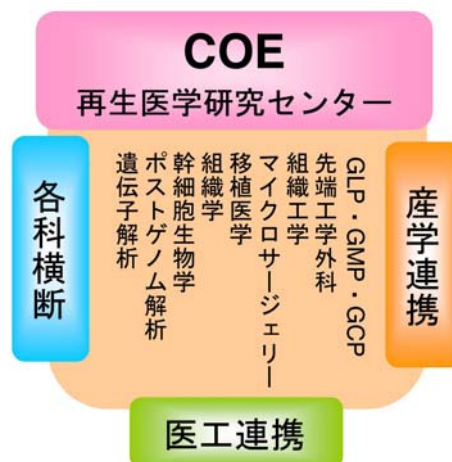 COE
再生医学研究センター
各科横断
GLP・GMP・GCP
先端工学外科
組織工学
マイクロサージェリー
移植医学
組織学
幹細胞生物学
ポストゲノム解析
遺伝子解析
産学連携
医工連携